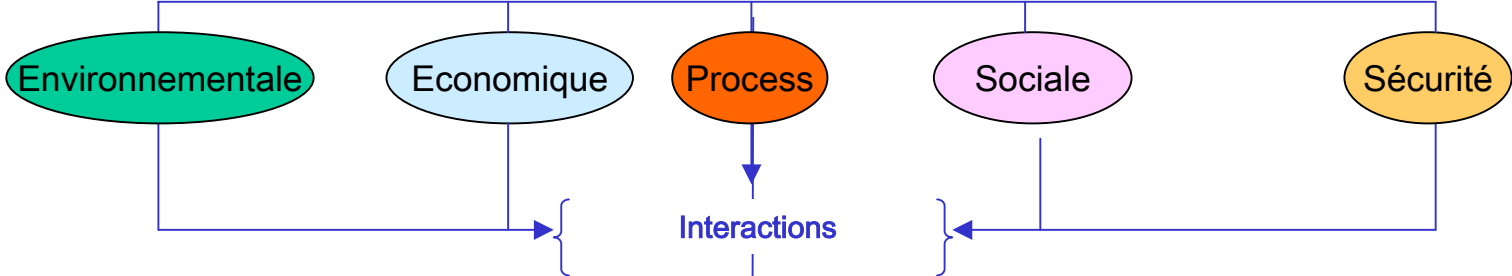 Environnementale
Economique
Process
Sociale
Sécurité
Interactions